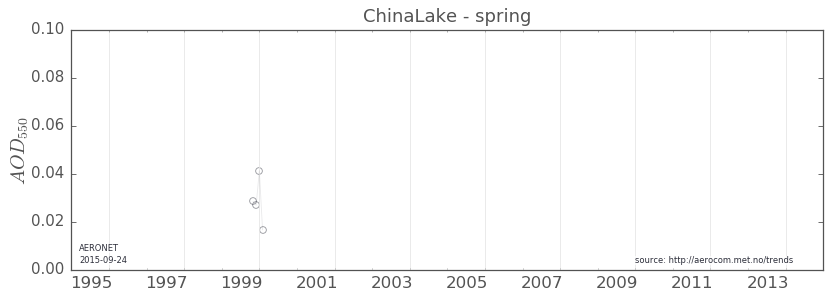 ChinaLake - spring
0.10
0.08
0.06
0.04
0.02
0.00
AOD550
AERONET
2015-09-24
source: http://aerocom.met.no/trends
1995 1997 1999 2001 2003 2005 2007 2009 2011 2013